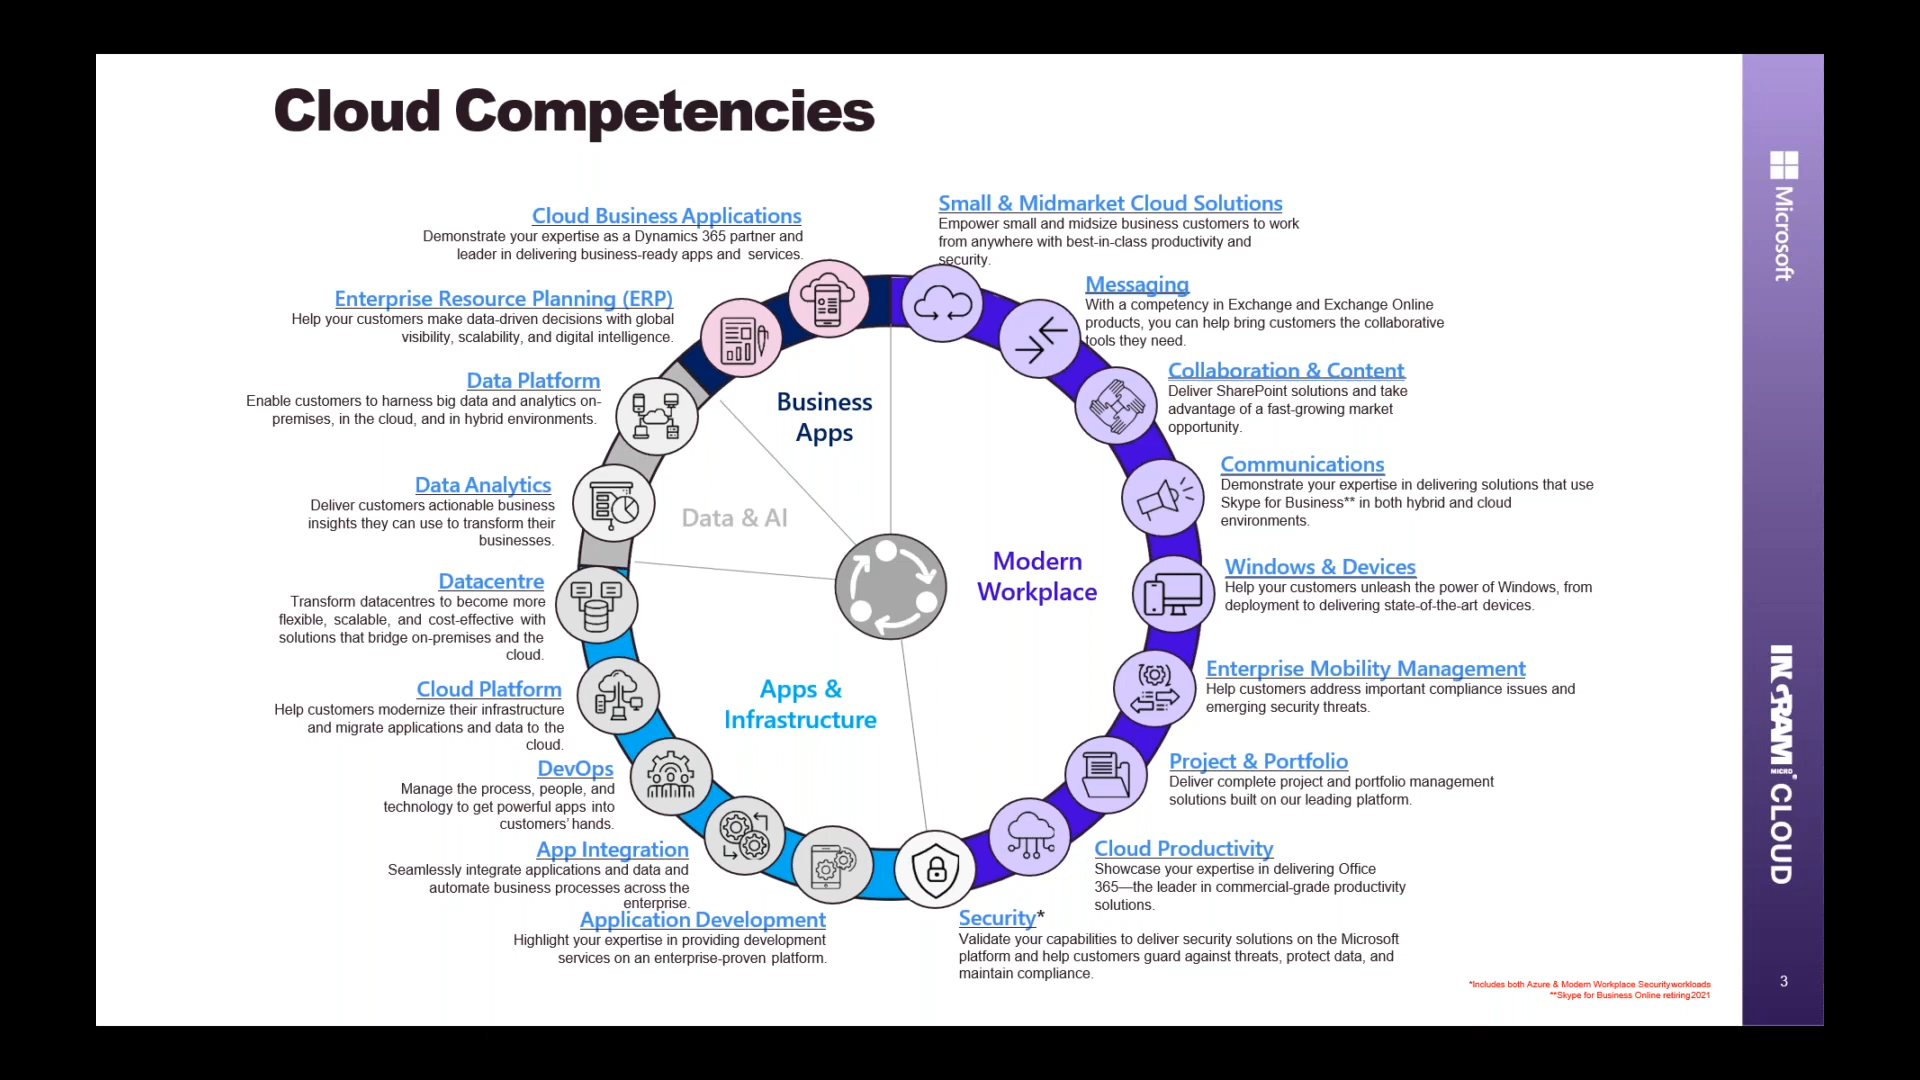 Cloud Competencies
Cloud Business Applications
Demonstrate your expertise as a Dynamics 365 partner and
leader in delivering business-ready apps and services.
Enterprise Resource Planning (ERP)
Help your customers make data-driven decisions with global
visibility, scalability, and digital intelligence.
Data Platform
Enable customers to harness big data and analytics on-
premises, in the cloud, and in hybrid environments.
Data Analytics
Deliver customers actionable business
insights they can use to transform their
businesses.
Datacentre
Transform datacentres to become more
flexible, scalable, and cost-effective with
solutions that bridge on-premises and the
cloud.
Cloud Platform
Help customers modernize their infrastructure
and migrate applications and data to the
cloud.
DevOps
Manage the process, people, and
technology to get powerful apps into
customers' hands.
App Integration
Seamlessly integrate applications and data and
automate business processes across the
enterprise.
Application Development
Highlight your expertise in providing development
services on an enterprise-proven platform.
Business
Apps
Data & AI
Apps &
Infrastructure
Modern
Workplace
Small & Midmarket Cloud Solutions
Empower small and midsize business customers to work
from anywhere with best-in-class productivity and
security.
Messaging
With a competency in Exchange and Exchange Online
products, you can help bring customers the collaborative
tools they need.
Collaboration & Content
Deliver SharePoint solutions and take
advantage of a fast-growing market
opportunity.
Communications
Demonstrate your expertise in delivering solutions that use
Skype for Business** in both hybrid and cloud
environments.
Windows & Devices
Help your customers unleash the power of Windows, from
deployment to delivering state-of-the-art devices.
Enterprise Mobility Management
Help customers address important compliance issues and
emerging security threats.
Project & Portfolio
Deliver complete project and portfolio management
solutions built on our leading platform.
Cloud Productivity
Showcase your expertise in delivering Office
365—the leader in commercial-grade productivity
solutions.
Security*
Validate your capabilities to deliver security solutions on the Microsoft
platform and help customers guard against threats, protect data, and
maintain compliance.
*Includes both Azure & Modern Workplace Security workloads
**Skype for Business Online retiring 2021
Microsoft
INGRAM MICRO® CLOUD
3